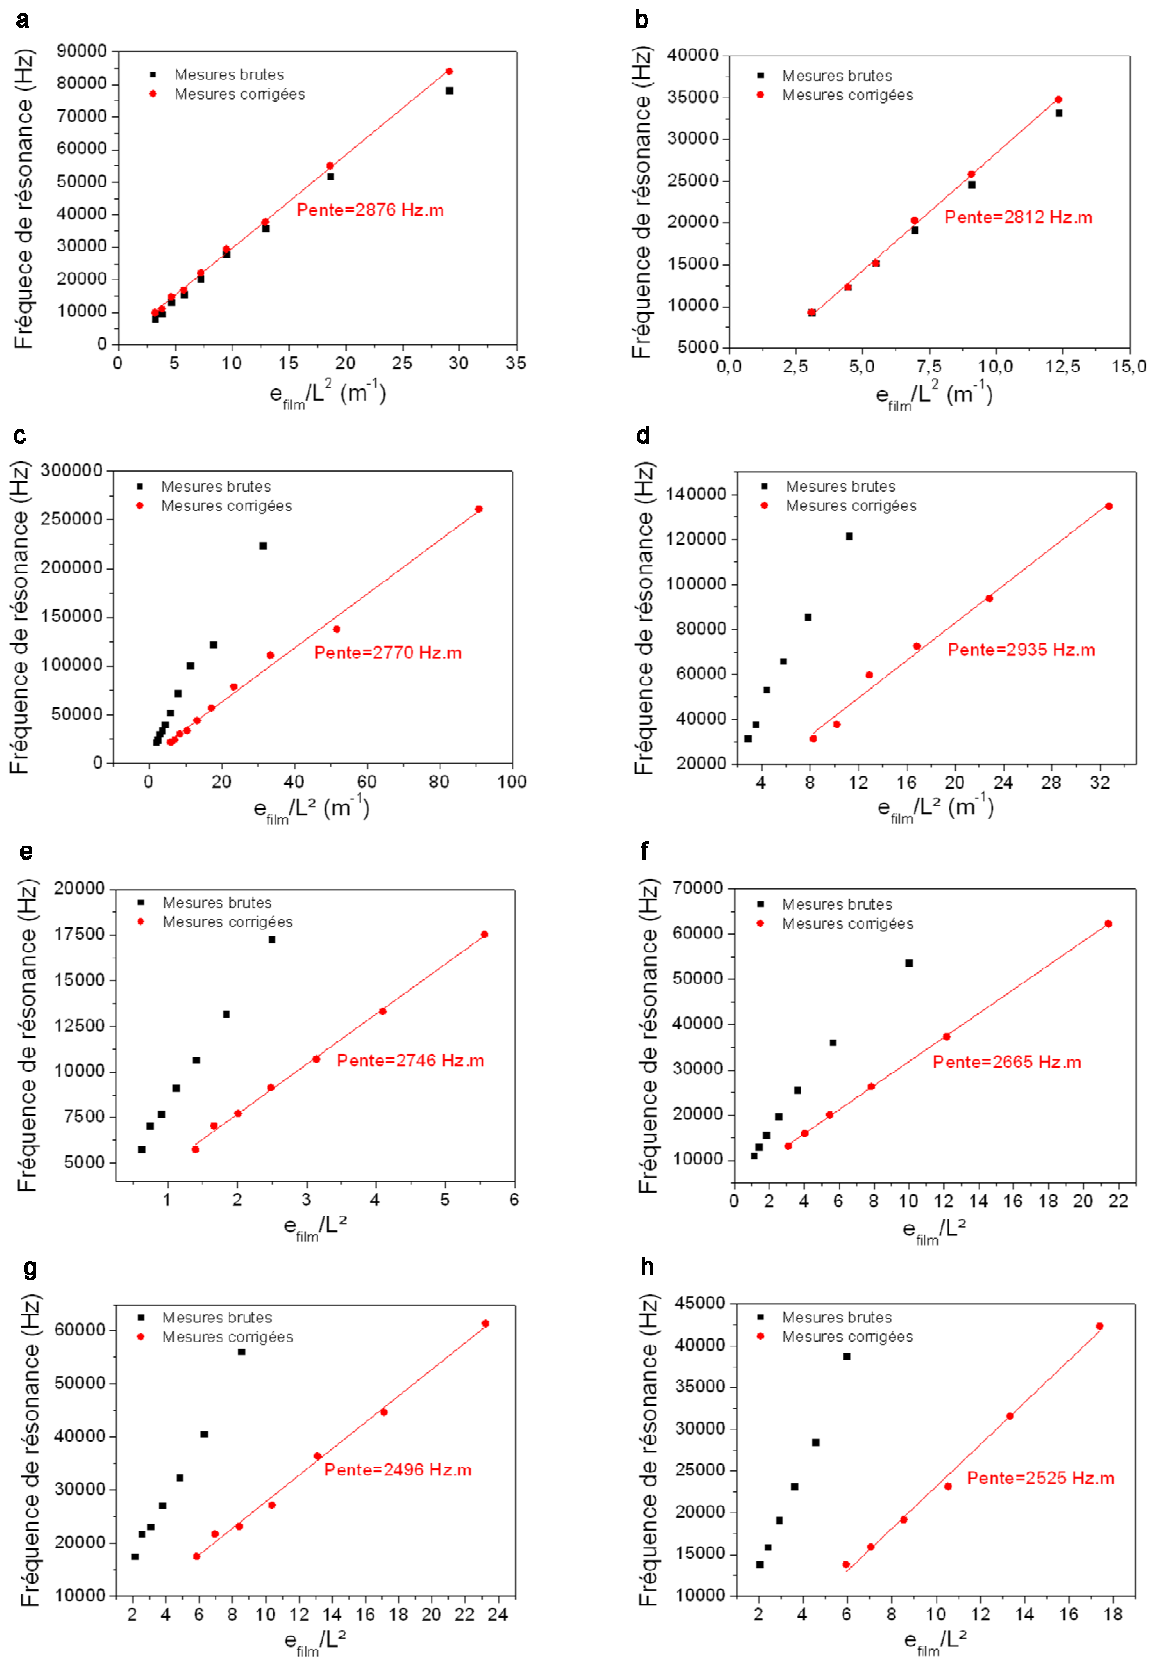 a
Fréquece de résonance (Hz)
90000
80000
70000
60000
50000
40000
30000
20000
10000
0
Mesures brutes
Mesures corrigées
Pente=2876 Hz.m
0 5 10 15 20 25 30 35
e_film/L² (m⁻¹)
b
Fréquence de résonance (Hz)
40000
35000
30000
25000
20000
15000
10000
5000
Mesures brutes
Mesures corrigées
Pente=2812 Hz.m
0,0 2,5 5,0 7,5 10,0 12,5 15,0
e_film/L² (m⁻¹)
c
Fréquence de résonance (Hz)
300000
250000
200000
150000
100000
50000
0
Mesures brutes
Mesures corrigées
Pente=2770 Hz.m
0 20 40 60 80 100
e_film/L² (m⁻¹)
d
Fréquence de résonance (Hz)
140000
120000
100000
80000
60000
40000
20000
Mesures brutes
Mesures corrigées
Pente=2935 Hz.m
4 8 12 16 20 24 28 32
e_film/L² (m⁻¹)
e
Fréquence de résonance (Hz)
20000
17500
15000
12500
10000
7500
5000
Mesures brutes
Mesures corrigées
Pente=2746 Hz.m
1 2 3 4 5 6
e_film/L²
f
Fréquence de résonance (Hz)
70000
60000
50000
40000
30000
20000
10000
Mesures brutes
Mesures corrigées
Pente=2665 Hz.m
0 2 4 6 8 10 12 14 16 18 20 22
e_film/L²
g
Fréquence de résonance (Hz)
60000
50000
40000
30000
20000
10000
Mesures brutes
Mesures corrigées
Pente=2496 Hz.m
2 4 6 8 10 12 14 16 18 20 22 24
e_film/L²
h
Fréquence de résonance (Hz)
45000
40000
35000
30000
25000
20000
15000
10000
Mesures brutes
Mesures corrigées
Pente=2525 Hz.m
2 4 6 8 10 12 14 16 18
e_film/L²